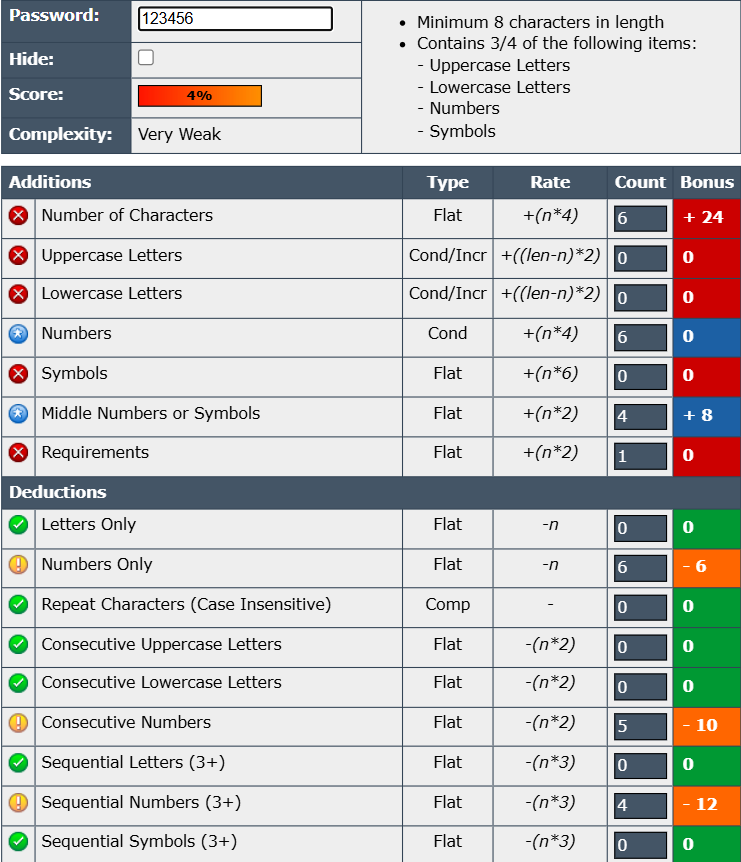 Password: 123456
Hide:
Score: 4%
Complexity: Very Weak
• Minimum 8 characters in length
• Contains 3/4 of the following items:
- Uppercase Letters
- Lowercase Letters
- Numbers
- Symbols
Additions Type Rate Count Bonus
Number of Characters Flat +(n*4) 6 + 24
Uppercase Letters Cond/Incr +((len-n)*2) 0 0
Lowercase Letters Cond/Incr +((len-n)*2) 0 0
Numbers Cond +(n*4) 6 0
Symbols Flat +(n*6) 0 0
Middle Numbers or Symbols Flat +(n*2) 4 + 8
Requirements Flat +(n*2) 1 0
Deductions
Letters Only Flat -n 0 0
Numbers Only Flat -n 6 - 6
Repeat Characters (Case Insensitive) Comp - 0 0
Consecutive Uppercase Letters Flat -(n*2) 0 0
Consecutive Lowercase Letters Flat -(n*2) 0 0
Consecutive Numbers Flat -(n*2) 5 - 10
Sequential Letters (3+) Flat -(n*3) 0 0
Sequential Numbers (3+) Flat -(n*3) 4 - 12
Sequential Symbols (3+) Flat -(n*3) 0 0